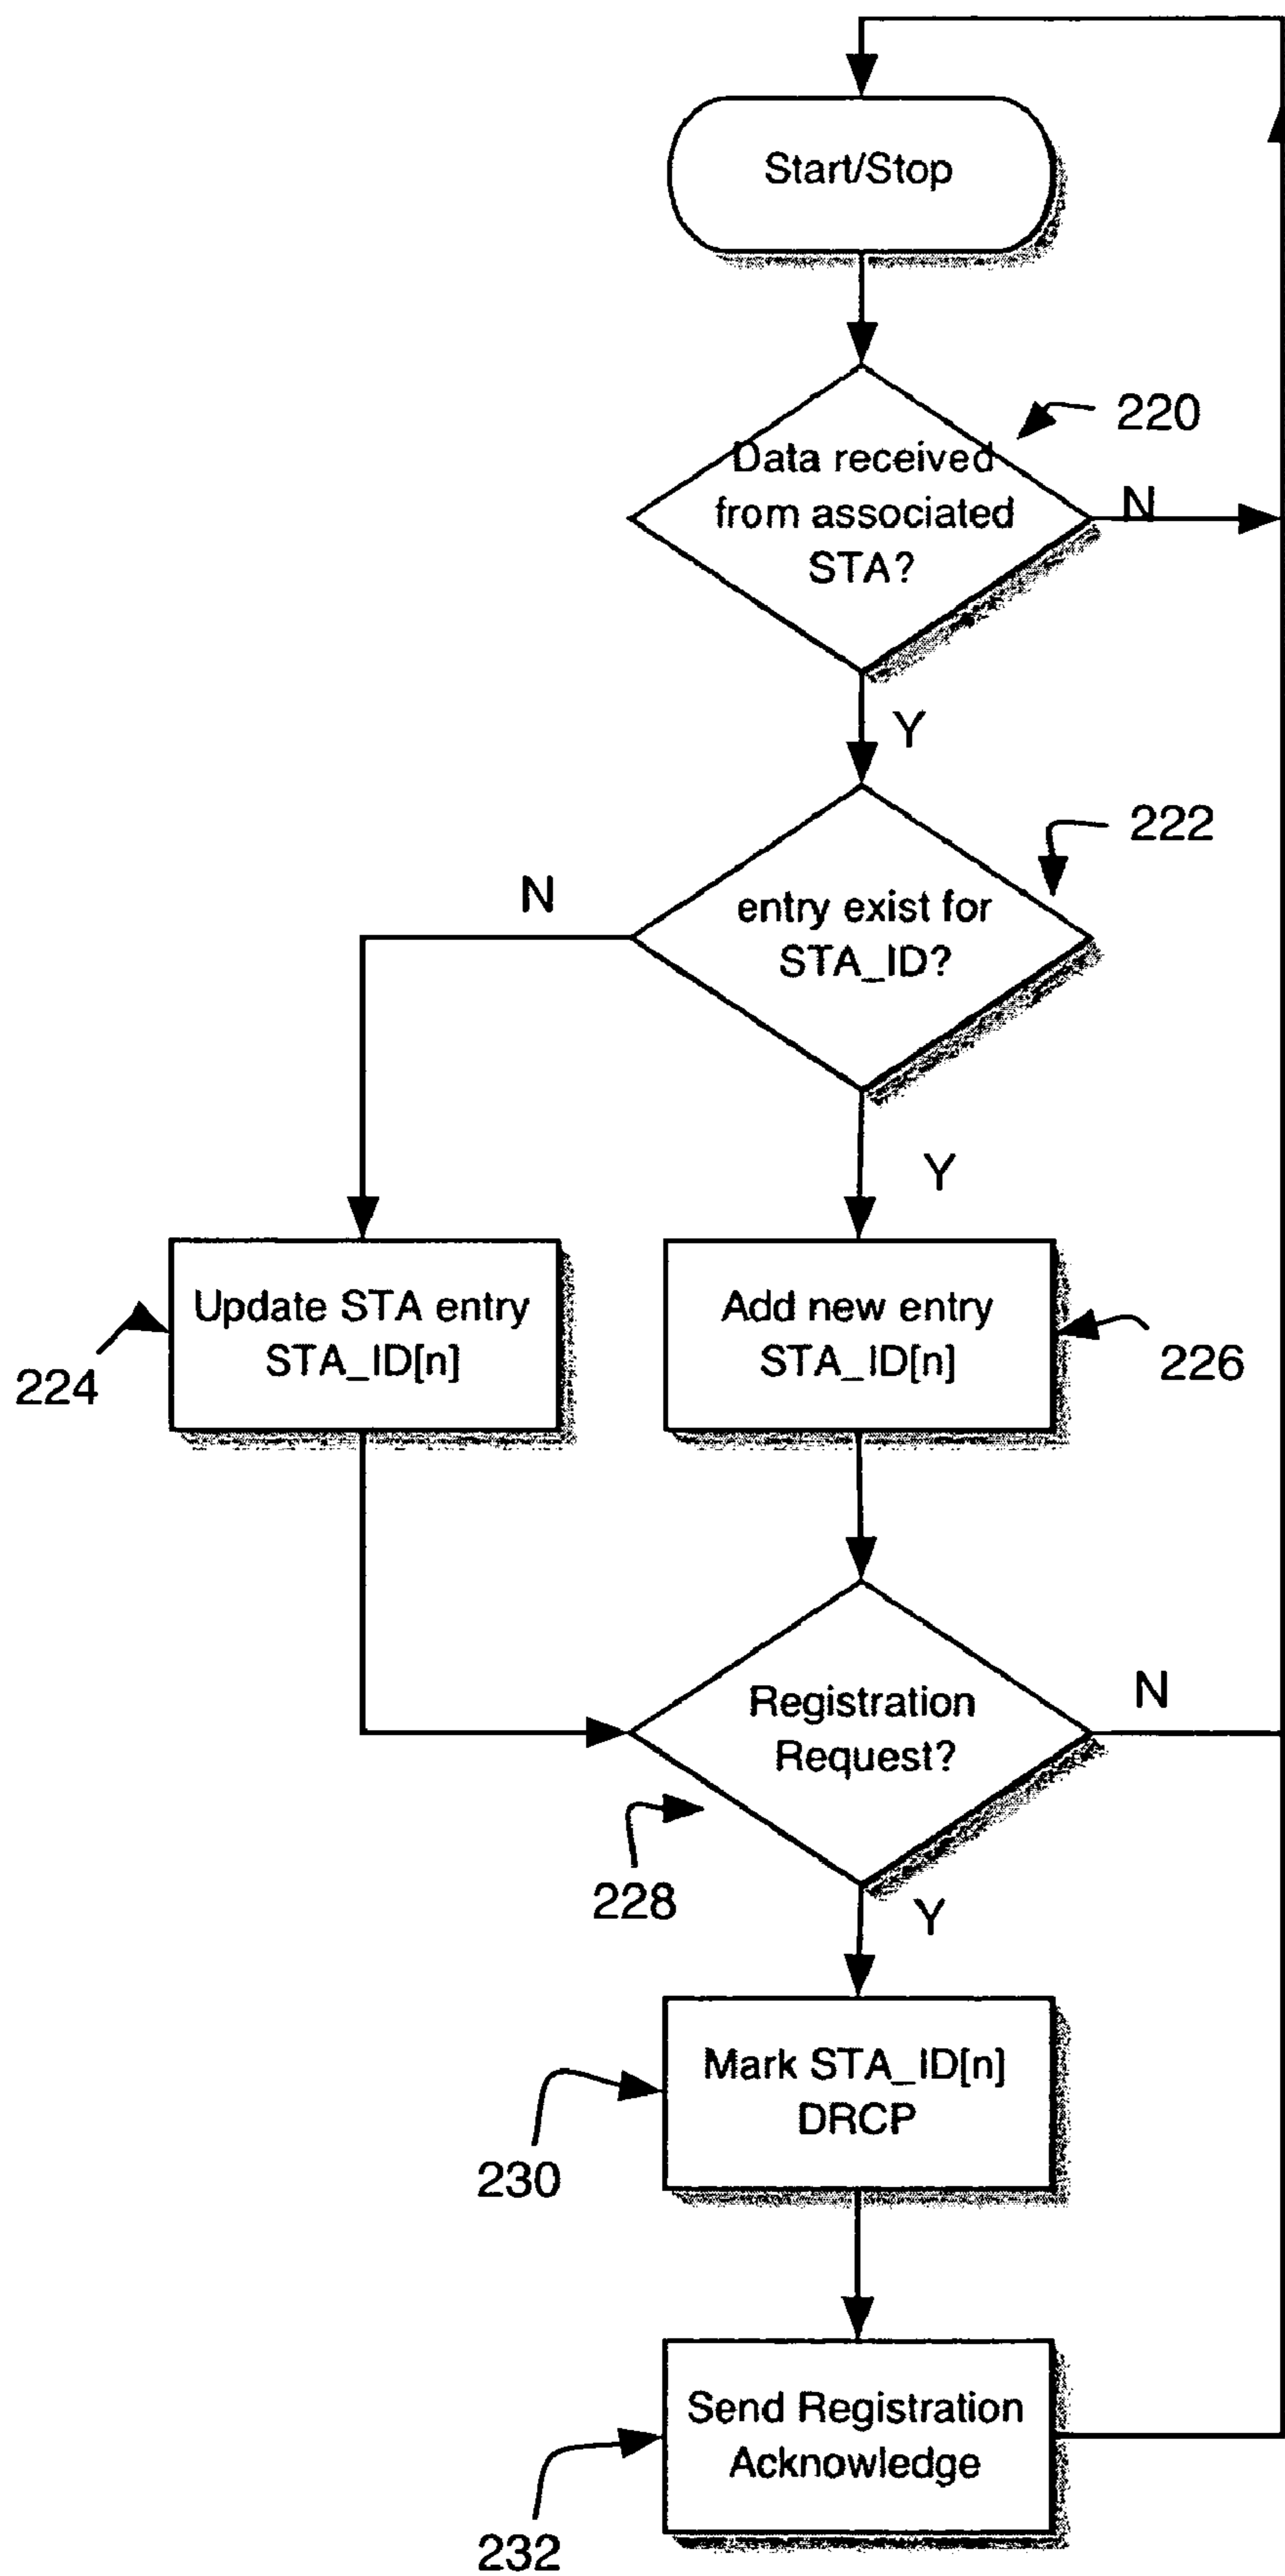 Start/Stop
220
Data received
from associated
STA?
N
Y
222
N
entry exist for
STA_ID?
Y
Update STA entry
STA_ID[n]
Add new entry
STA_ID[n]
224
226
Registration
Request?
N
228
Y
Mark STA_ID[n]
DRCP
230
Send Registration
Acknowledge
232